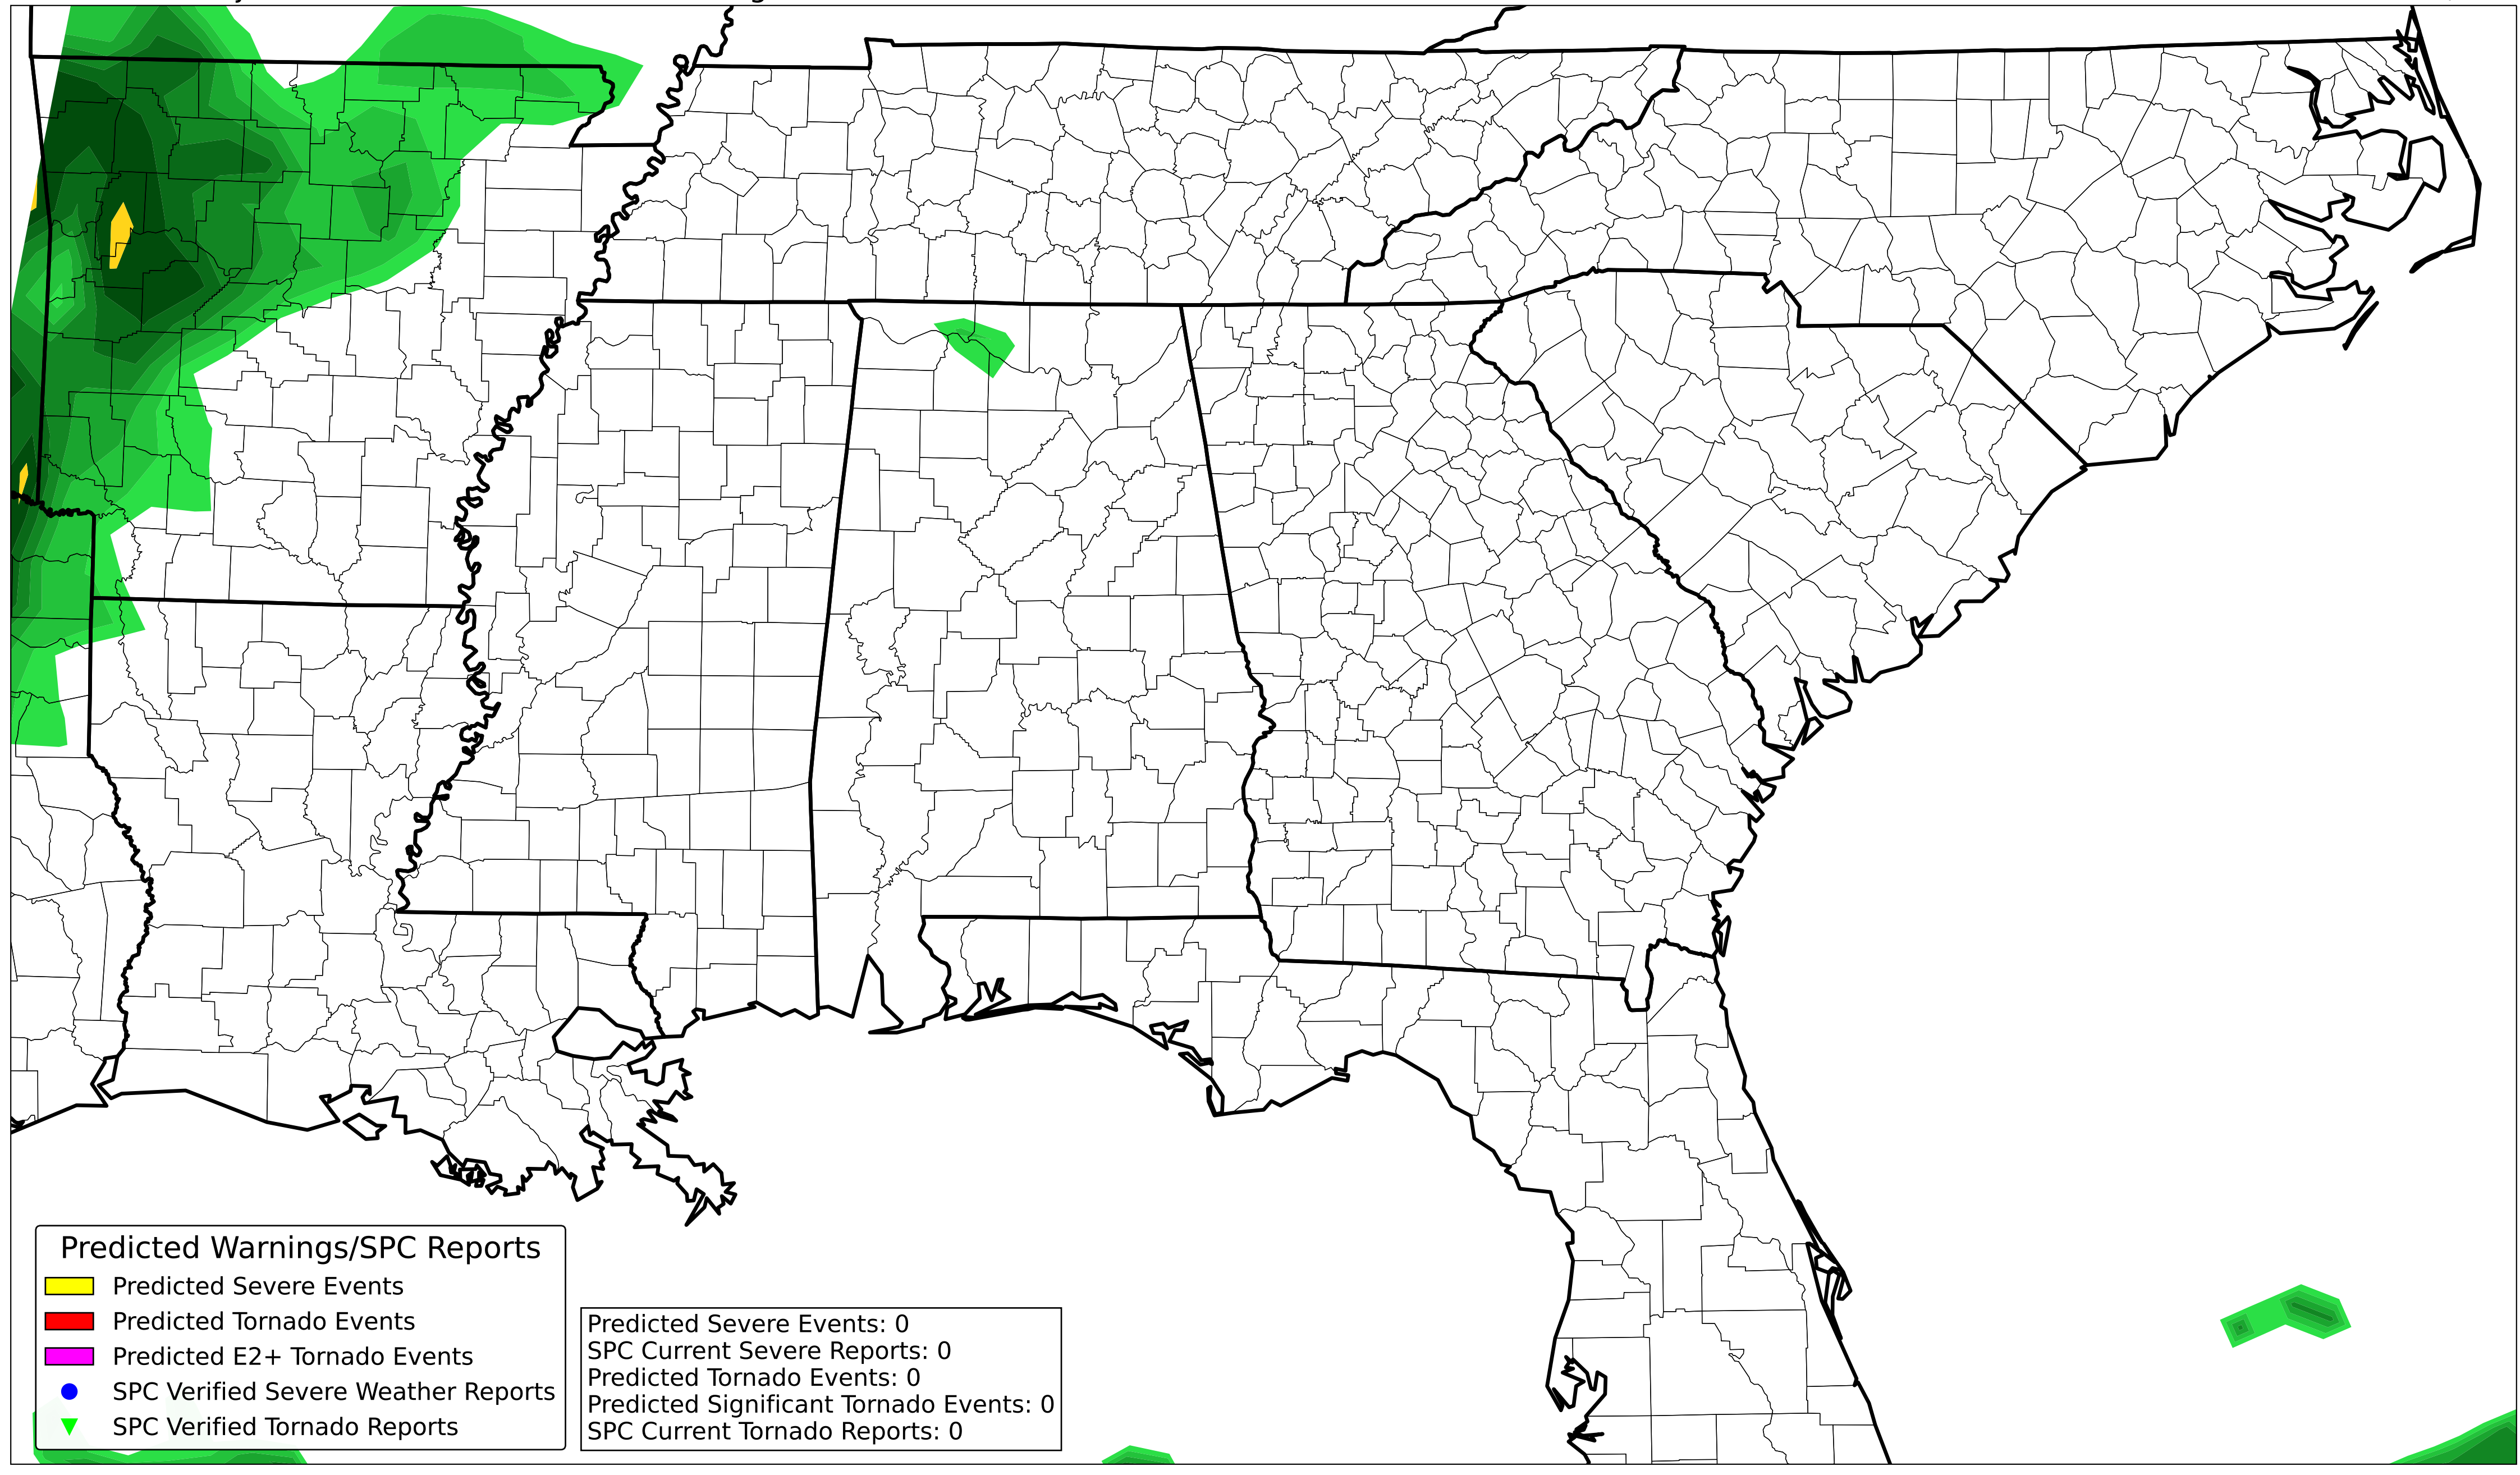 Predicted Warnings/SPC Reports
Predicted Severe Events
Predicted Tornado Events
Predicted E2+ Tornado Events
SPC Verified Severe Weather Reports
SPC Verified Tornado Reports
Predicted Severe Events: 0
SPC Current Severe Reports: 0
Predicted Tornado Events: 0
Predicted Significant Tornado Events: 0
SPC Current Tornado Reports: 0